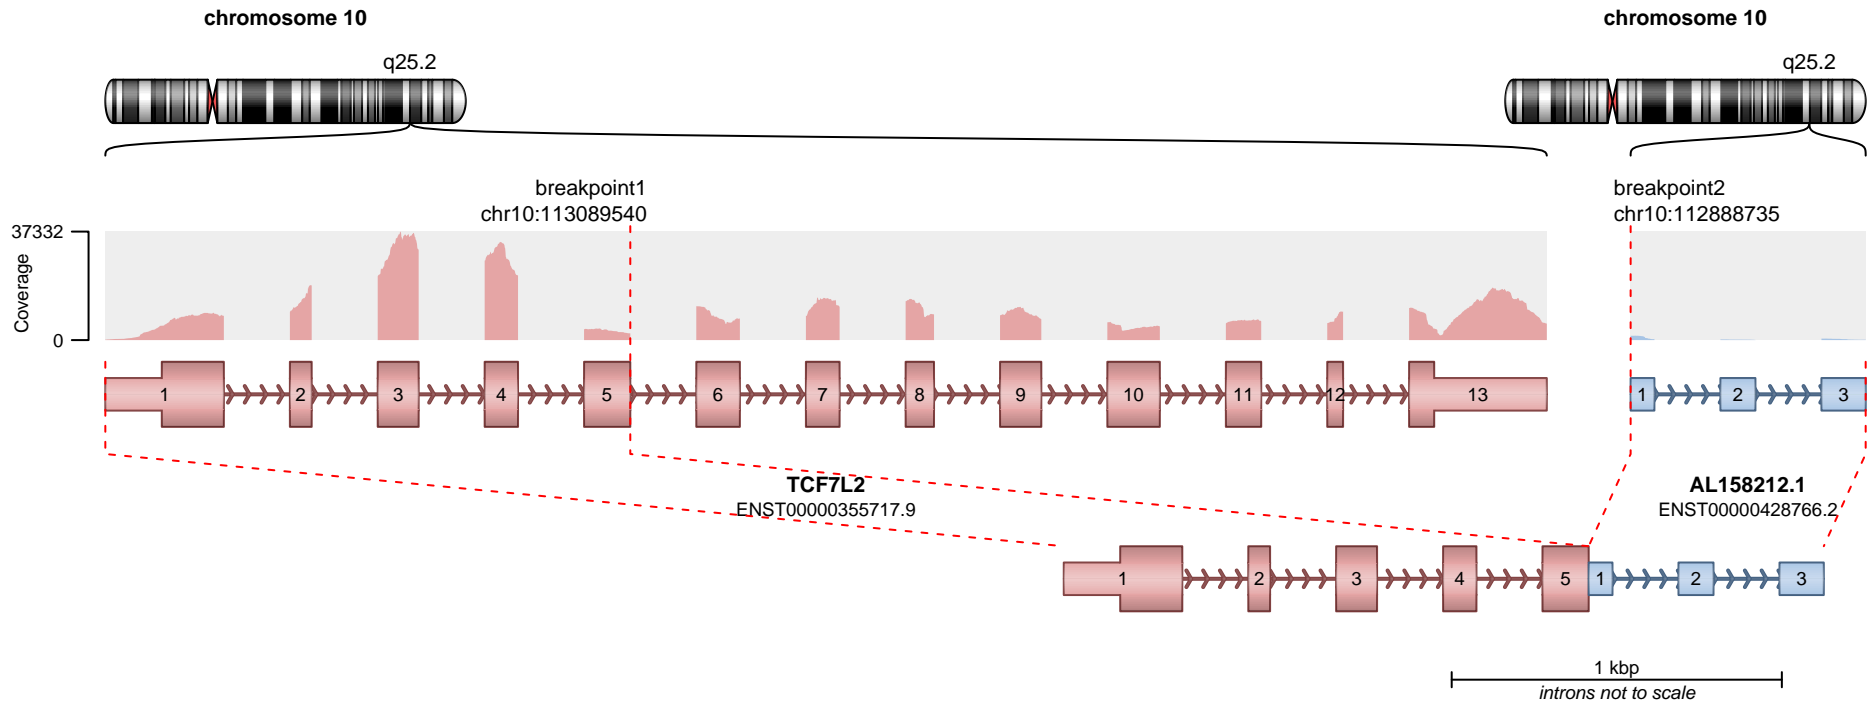 chromosome 10
chromosome 10
q25.2
q25.2
breakpoint1
chr10:113089540
breakpoint2
chr10:112888735
37332
Coverage
0
1 2 3 4 5 6 7 8 9 10 11 12 13
1 2 3
TCF7L2
ENST00000355717.9
AL158212.1
ENST00000428766.2
1 2 3 4 5 1 2 3
1 kbp
introns not to scale